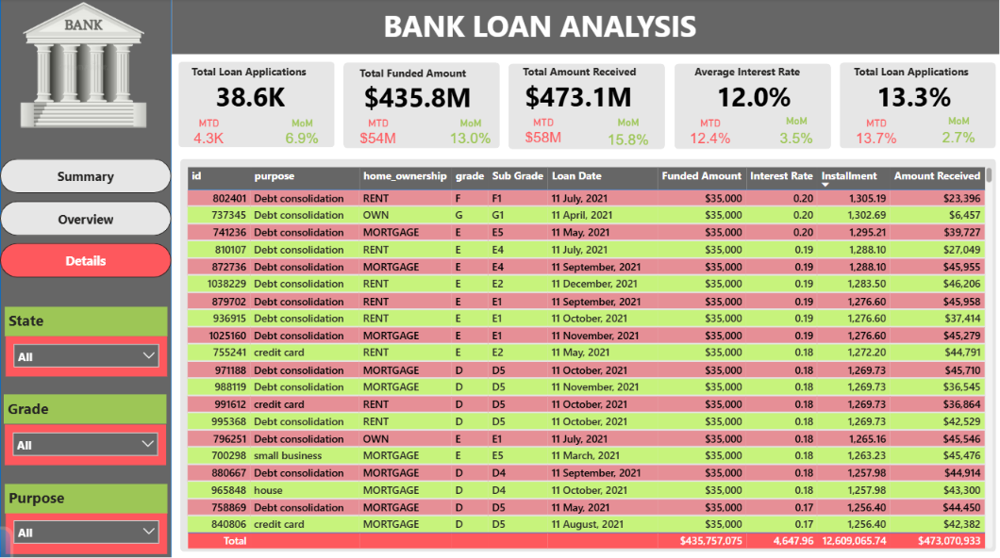 BANK
BANK LOAN ANALYSIS
Total Loan Applications
38.6K
MTD MoM
4.3K 6.9%
Total Funded Amount
$435.8M
MTD MoM
$54M 13.0%
Total Amount Received
$473.1M
MTD MoM
$58M 15.8%
Average Interest Rate
12.0%
MTD MoM
12.4% 3.5%
Total Loan Applications
13.3%
MTD MoM
13.7% 2.7%
Summary
Overview
Details
State
All
Grade
All
Purpose
All
id purpose home_ownership grade Sub Grade Loan Date Funded Amount Interest Rate Installment Amount Received
802401 Debt consolidation RENT F F1 11 July, 2021 $35,000 0.20 1,305.19 $23,396
737345 Debt consolidation OWN G G1 11 April, 2021 $35,000 0.20 1,302.69 $6,457
741236 Debt consolidation MORTGAGE E E5 11 May, 2021 $35,000 0.20 1,295.21 $39,727
810107 Debt consolidation RENT E E4 11 July, 2021 $35,000 0.19 1,288.10 $27,049
872736 Debt consolidation MORTGAGE E E4 11 September, 2021 $35,000 0.19 1,288.10 $45,955
1038229 Debt consolidation RENT E E2 11 December, 2021 $35,000 0.19 1,283.50 $46,206
879702 Debt consolidation RENT E E1 11 September, 2021 $35,000 0.19 1,276.60 $45,958
936915 Debt consolidation RENT E E1 11 October, 2021 $35,000 0.19 1,276.60 $37,414
1025160 Debt consolidation MORTGAGE E E1 11 November, 2021 $35,000 0.19 1,276.60 $45,279
755241 credit card RENT E E2 11 May, 2021 $35,000 0.18 1,272.20 $44,791
971188 Debt consolidation MORTGAGE D D5 11 October, 2021 $35,000 0.18 1,269.73 $45,710
988119 Debt consolidation MORTGAGE D D5 11 November, 2021 $35,000 0.18 1,269.73 $36,545
991612 credit card RENT D D5 11 October, 2021 $35,000 0.18 1,269.73 $36,864
995368 Debt consolidation RENT D D5 11 October, 2021 $35,000 0.18 1,269.73 $42,529
796251 Debt consolidation OWN E E1 11 July, 2021 $35,000 0.18 1,265.16 $45,546
700298 small business MORTGAGE E E5 11 March, 2021 $35,000 0.18 1,263.23 $45,476
880667 Debt consolidation MORTGAGE D D4 11 September, 2021 $35,000 0.18 1,257.98 $44,914
965848 house MORTGAGE D D4 11 October, 2021 $35,000 0.18 1,257.98 $43,300
758869 Debt consolidation MORTGAGE D D5 11 May, 2021 $35,000 0.17 1,256.40 $44,450
840806 credit card MORTGAGE D D5 11 August, 2021 $35,000 0.17 1,256.40 $42,382
Total $435,757,075 4,647.96 12,609,065.74 $473,070,933